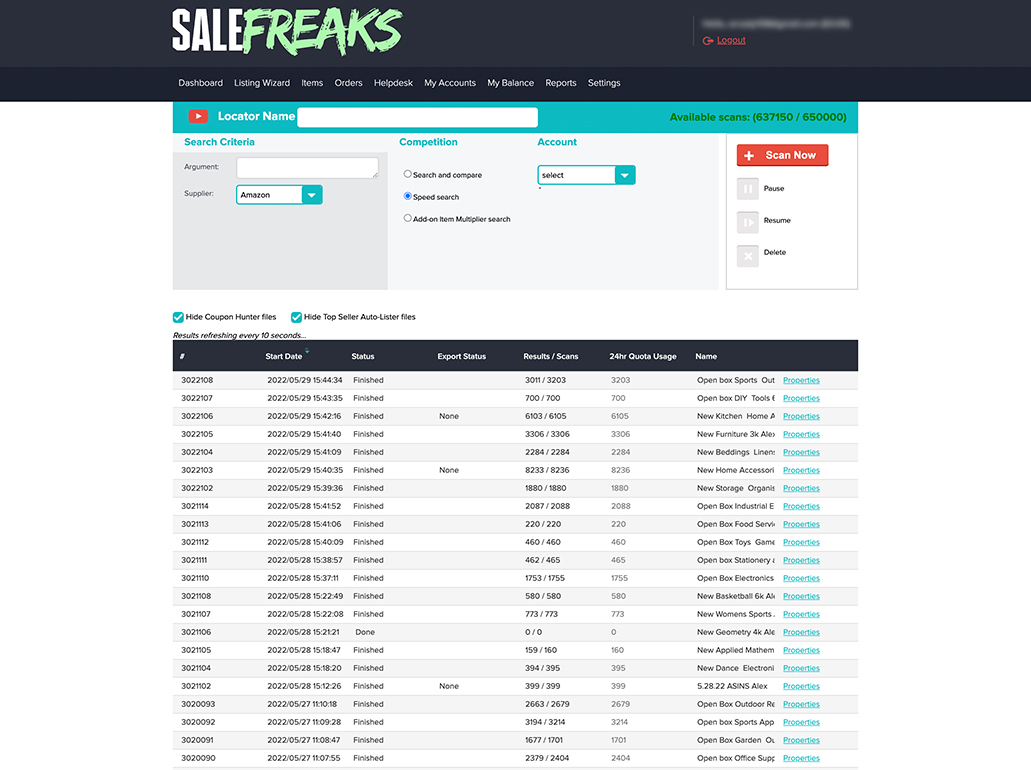 SALEFREAKS
Logout
Dashboard Listing Wizard Items Orders Helpdesk My Accounts My Balance Reports Settings
Locator Name Available scans: (637150 / 650000)
Search Criteria Competition Account
Scan Now
Argument:
Search and compare select
Pause
Supplier: Amazon Speed search
Add-on Item Multiplier search Resume
Delete
Hide Coupon Hunter files Hide Top Seller Auto-Lister files
Results refreshing every 10 seconds...
# Start Date Status Export Status Results / Scans 24hr Quota Usage Name
3022108 2022/05/29 15:44:34 Finished 3011 / 3203 3203 Open box Sports Out Properties
3022107 2022/05/29 15:43:35 Finished 700 / 700 700 Open box DIY Tools 6 Properties
3022106 2022/05/29 15:42:16 Finished None 6103 / 6105 6105 New Kitchen Home A Properties
3022105 2022/05/29 15:41:40 Finished 3306 / 3306 3306 New Furniture 3k Alex Properties
3022104 2022/05/29 15:41:09 Finished 2284 / 2284 2284 New Beddings Linens Properties
3022103 2022/05/29 15:40:35 Finished None 8233 / 8236 8236 New Home Accessori Properties
3022102 2022/05/29 15:39:36 Finished 1880 / 1880 1880 New Storage Organis Properties
3021114 2022/05/28 15:41:52 Finished 2087 / 2088 2088 Open Box Industrial E Properties
3021113 2022/05/28 15:41:06 Finished 220 / 220 220 Open Box Food Servi Properties
3021112 2022/05/28 15:40:09 Finished 460 / 460 460 Open Box Toys Game Properties
3021111 2022/05/28 15:38:57 Finished 462 / 465 465 Open box Stationery a Properties
3021110 2022/05/28 15:37:11 Finished 1753 / 1755 1755 Open Box Electronics Properties
3021108 2022/05/28 15:22:49 Finished 580 / 580 580 New Basketball 6k Ale Properties
3021107 2022/05/28 15:22:08 Finished 773 / 773 773 New Womens Sports Properties
3021106 2022/05/28 15:21:21 Done 0 / 0 0 New Geometry 4k Ale Properties
3021105 2022/05/28 15:18:47 Finished 159 / 160 160 New Applied Mathem Properties
3021104 2022/05/28 15:18:20 Finished 394 / 395 395 New Dance Electroni Properties
3021102 2022/05/28 15:12:26 Finished None 399 / 399 399 5.28.22 ASINS Alex Properties
3020093 2022/05/27 11:10:18 Finished 2663 / 2679 2679 Open Box Outdoor Re Properties
3020092 2022/05/27 11:09:28 Finished 3194 / 3214 3214 Open box Sports App Properties
3020091 2022/05/27 11:08:47 Finished 1677 / 1701 1701 Open Box Garden Ou Properties
3020090 2022/05/27 11:07:55 Finished 2379 / 2404 2404 Open box Office Supp Properties